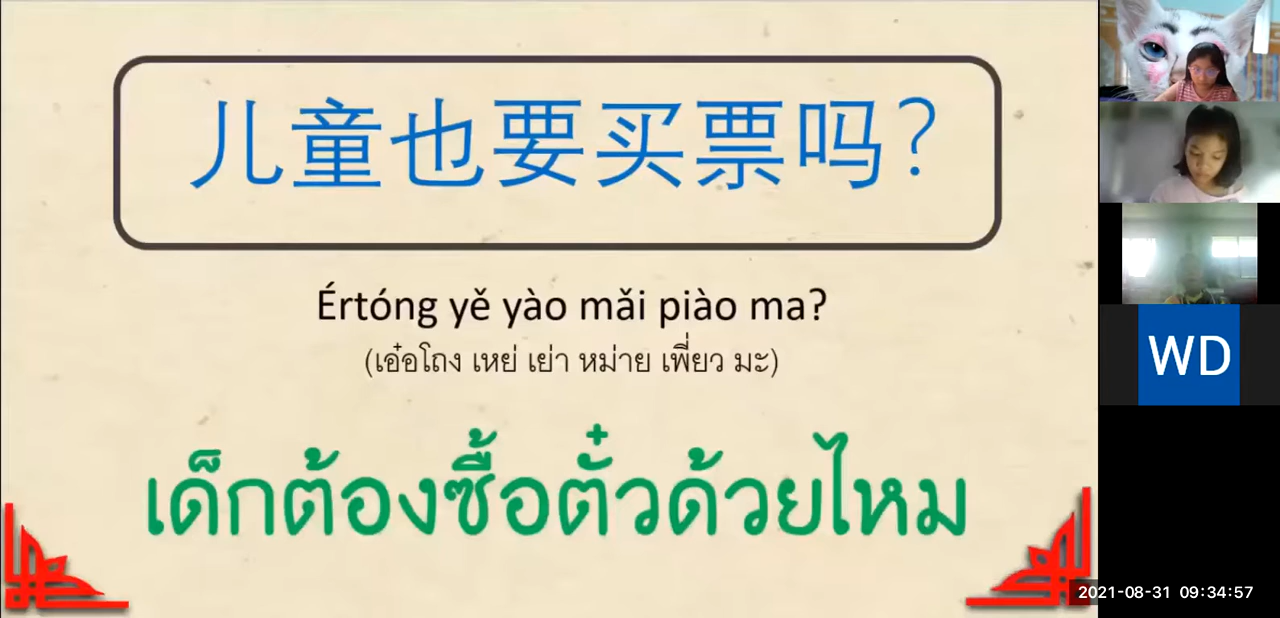 儿童也要买票吗？
Értóng yě yào mǎi piào ma?
(เอ๋อโถง เหย่ เย่า หม่าย เพี่ยว มะ)
เด็กต้องซื้อตั๋วด้วยไหม
WD
2021-08-31 09:34:57